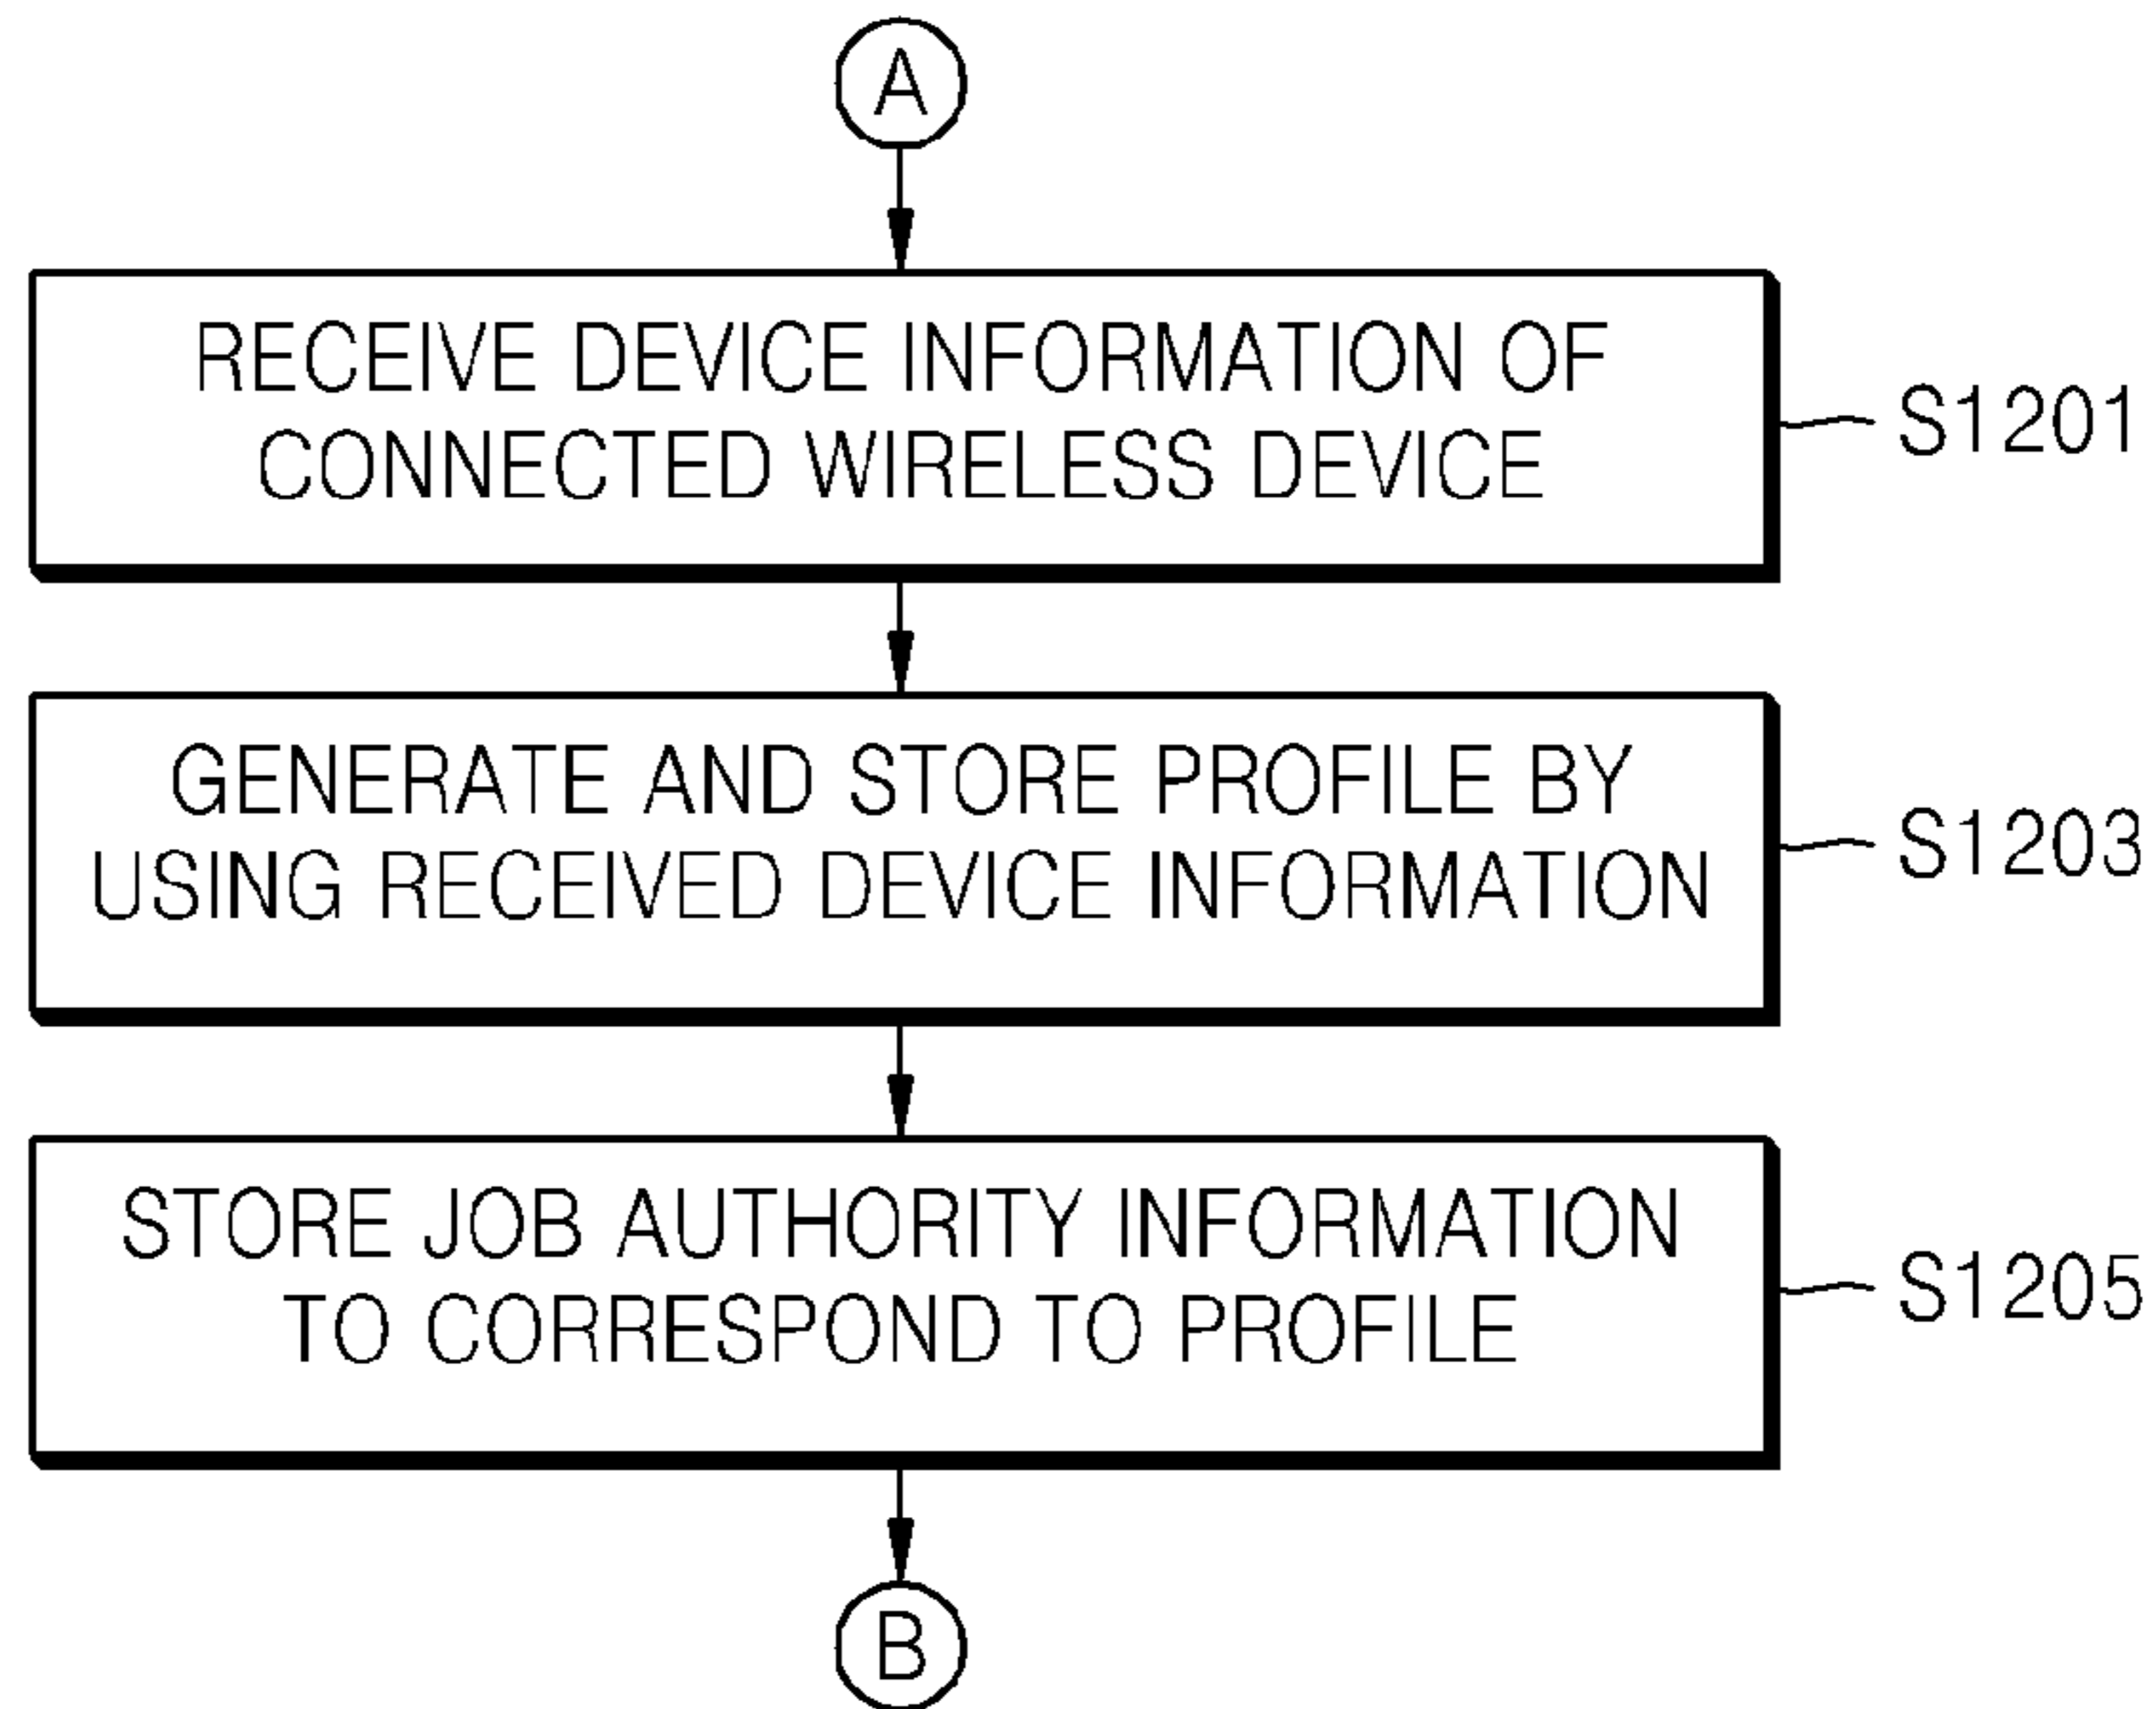 A
RECEIVE DEVICE INFORMATION OF
CONNECTED WIRELESS DEVICE
S1201
GENERATE AND STORE PROFILE BY
USING RECEIVED DEVICE INFORMATION
S1203
STORE JOB AUTHORITY INFORMATION
TO CORRESPOND TO PROFILE
S1205
B